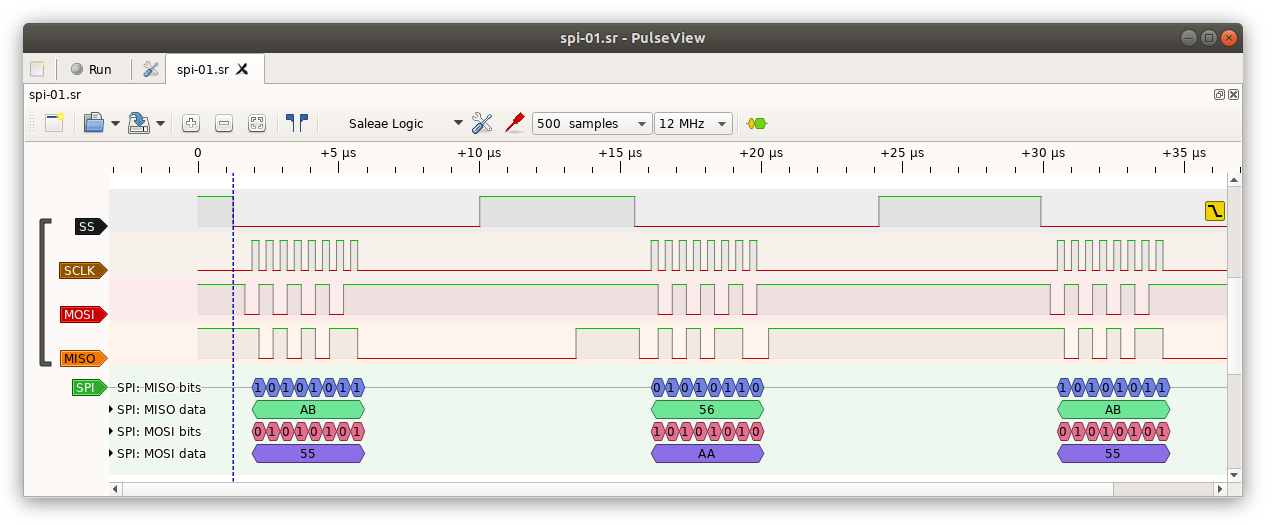 spi-01.sr - PulseView
Run spi-01.sr
spi-01.sr
Saleae Logic 500 samples 12 MHz
0 +5 µs +10 µs +15 µs +20 µs +25 µs +30 µs +35 µs
SS
SCLK
MOSI
MISO
SPI SPI: MISO bits 1 0 1 0 1 0 1 1 0 1 0 1 0 1 1 0 1 0 1 0 1 0 1 1
SPI: MISO data AB 56 AB
SPI: MOSI bits 0 1 0 1 0 1 0 1 1 0 1 0 1 0 1 0 0 1 0 1 0 1 0 1
SPI: MOSI data 55 AA 55